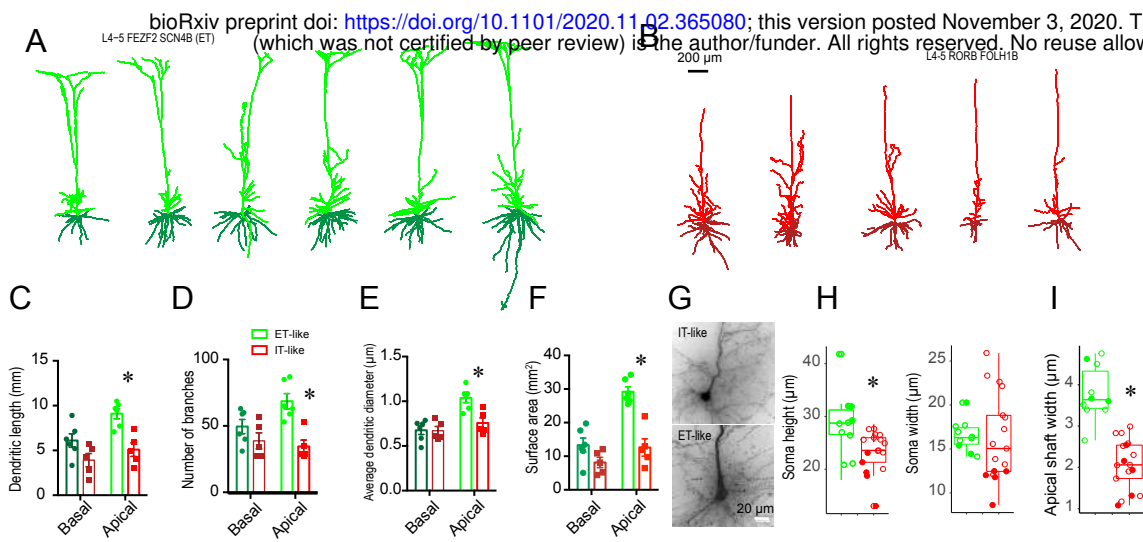 bioRxiv preprint doi: https://doi.org/10.1101/2020.11.02.365080; this version posted November 3, 2020. T
(which was not certified by peer review) is the author/funder. All rights reserved. No reuse allow
A
L4-5 FEZF2 SCN4B (ET)
B
200 µm
L4-5 RORB FOLH1B
C
Dendritic length (mm)
15
10
5
0
Basal
Apical
D
ET-like
IT-like
Number of branches
100
50
0
Basal
Apical
E
Average dendritic diameter (µm)
1.5
1.0
0.5
0.0
Basal
Apical
F
Surface area (mm²)
40
30
20
10
0
Basal
Apical
G
IT-like
ET-like
20 µm
H
Soma height (µm)
40
30
20
*
Soma width (µm)
25
20
15
10
I
Apical shaft width (µm)
4
3
2
1
*
*
*
*
*